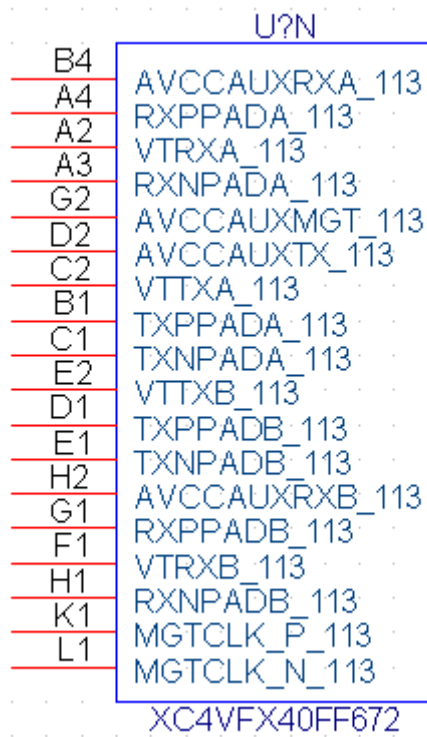 U?N
B4 AVCCAUXRXA_113
A4 RXPPADA_113
A2 VTRXA_113
A3 RXNPADA_113
G2 AVCCAUXMGT_113
D2 AVCCAUXTX_113
C2 VTTXA_113
B1 TXPPADA_113
C1 TXNPADA_113
E2 VTTXB_113
D1 TXPPADB_113
E1 TXNPADB_113
H2 AVCCAUXRXB_113
G1 RXPPADB_113
F1 VTRXB_113
H1 RXNPADB_113
K1 MGTCLK_P_113
L1 MGTCLK_N_113
XC4VFX40FF672